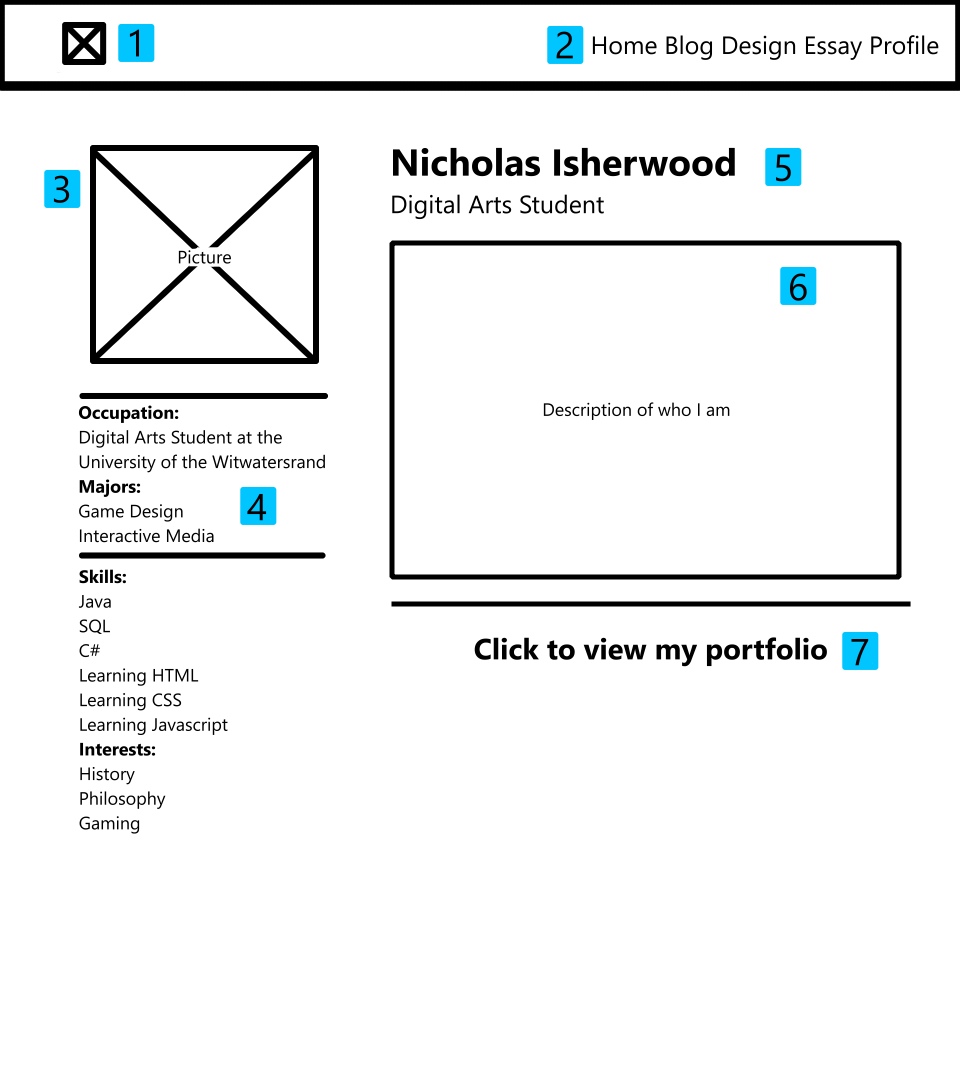 1
2 Home Blog Design Essay Profile
3
Picture
Occupation:
Digital Arts Student at the
University of the Witwatersrand
Majors:
Game Design
4
Interactive Media
Skills:
Java
SQL
C#
Learning HTML
Learning CSS
Learning Javascript
Interests:
History
Philosophy
Gaming
Nicholas Isherwood 5
Digital Arts Student
6
Description of who I am
Click to view my portfolio 7